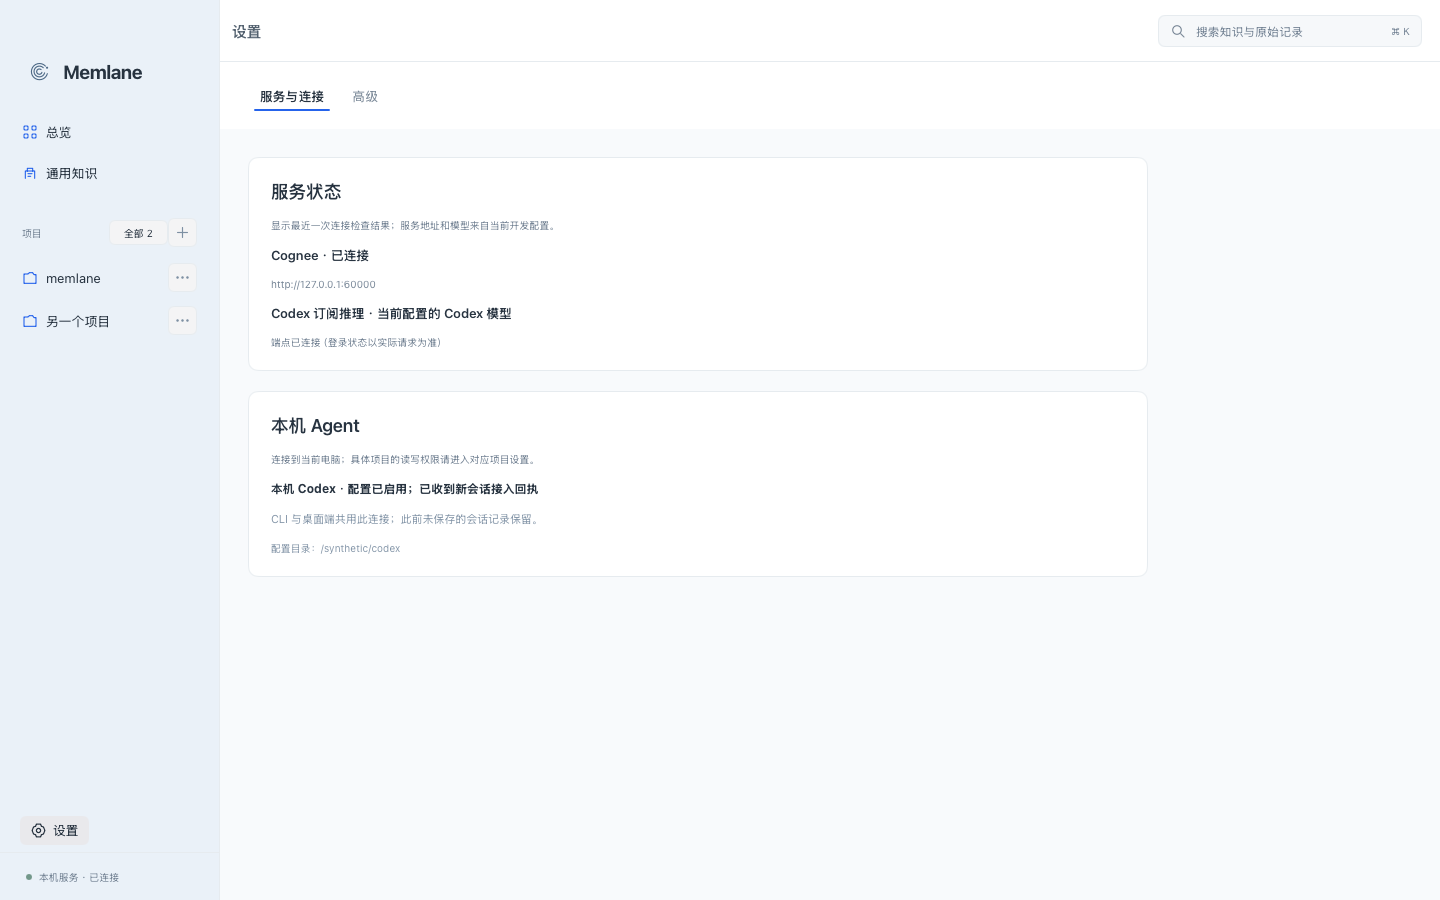 Memlane
总览
通用知识
项目
全部 2
memlane
另一个项目
设置
本机服务 · 已连接
设置
搜索知识与原始记录
⌘ K
服务与连接
高级
服务状态
显示最近一次连接检查结果；服务地址和模型来自当前开发配置。
Cognee · 已连接
http://127.0.0.1:60000
Codex 订阅推理 · 当前配置的 Codex 模型
端点已连接 (登录状态以实际请求为准)
本机 Agent
连接到当前电脑；具体项目的读写权限请进入对应项目设置。
本机 Codex · 配置已启用；已收到新会话接入回执
CLI 与桌面端共用此连接；此前未保存的会话记录保留。
配置目录：/synthetic/codex